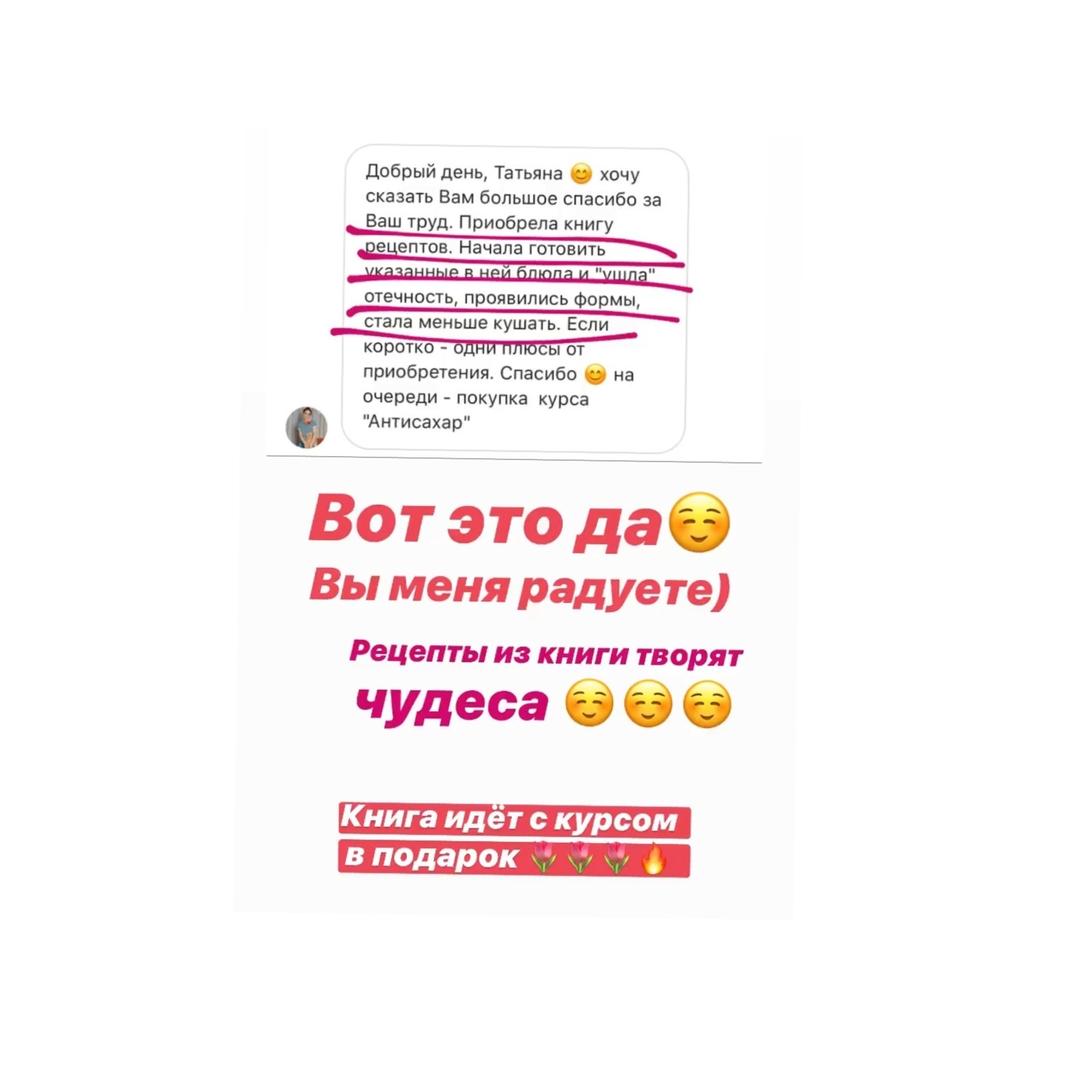 Добрый день, Татьяна 😊 хочу
сказать Вам большое спасибо за
Ваш труд. Приобрела книгу
рецептов. Начала готовить
указанные в ней блюда и "ушла"
отечность, проявились формы,
стала меньше кушать. Если
коротко - одни плюсы от
приобретения. Спасибо 😊 на
очереди - покупка курса
"Антисахар"
Вот это да☺️
Вы меня радуете)
Рецепты из книги творят
чудеса ☺️☺️☺️
Книга идёт с курсом
в подарок 🌷🌷🌷🔥